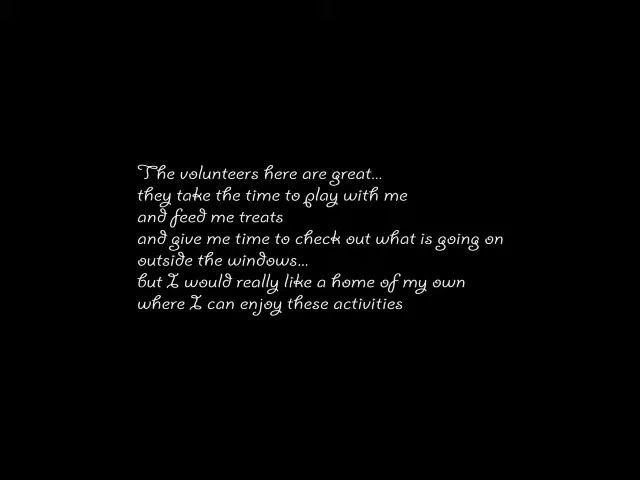 The volunteers here are great...
they take the time to play with me
and feed me treats
and give me time to check out what is going on
outside the windows...
but I would really like a home of my own
where I can enjoy these activities